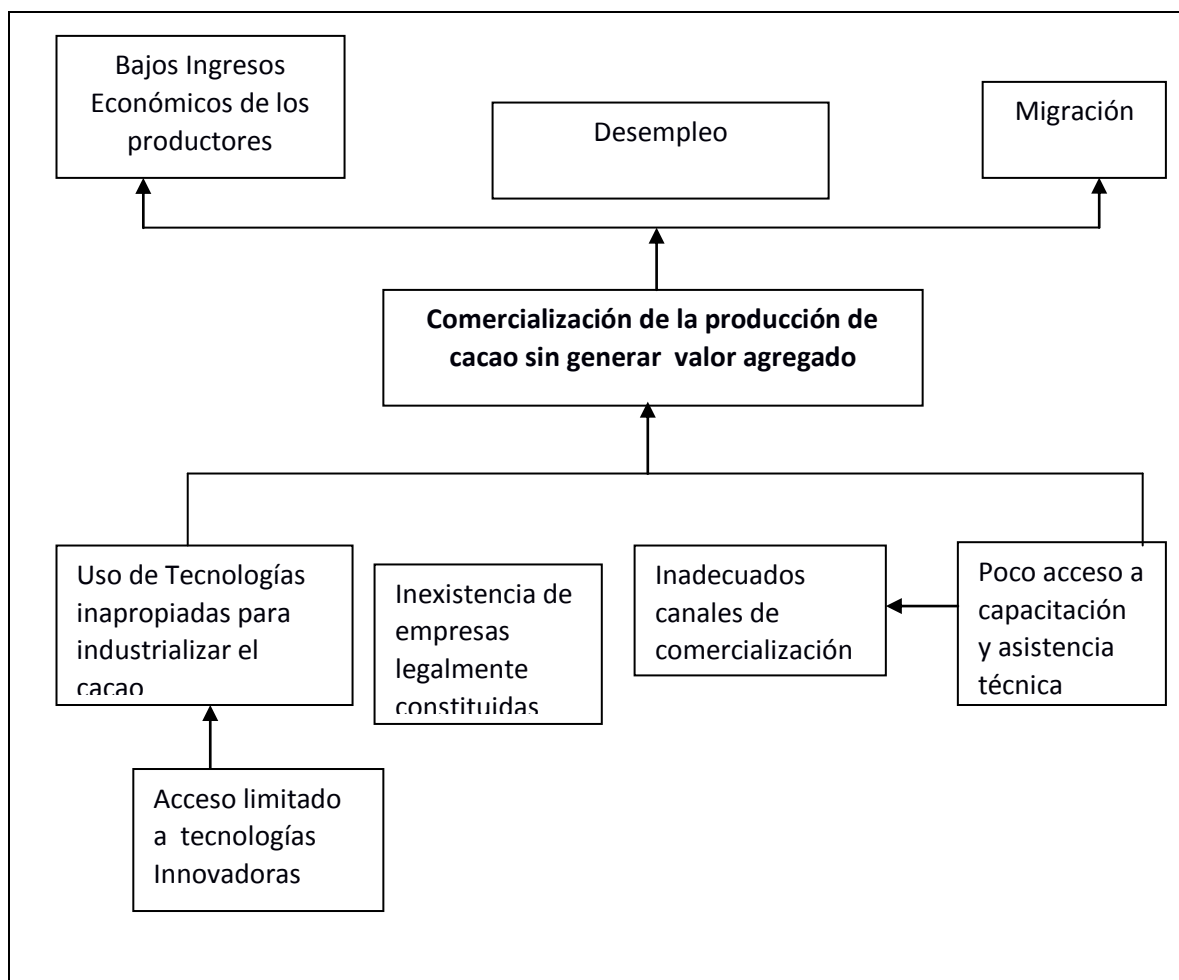 Bajos Ingresos
Económicos de los
productores
Desempleo
Migración
Comercialización de la producción de
cacao sin generar valor agregado
Uso de Tecnologías
inapropiadas para
industrializar el
cacao
Inexistencia de
empresas
legalmente
constituidas
Inadecuados
canales de
comercialización
Poco acceso a
capacitación
y asistencia
técnica
Acceso limitado
a tecnologías
Innovadoras